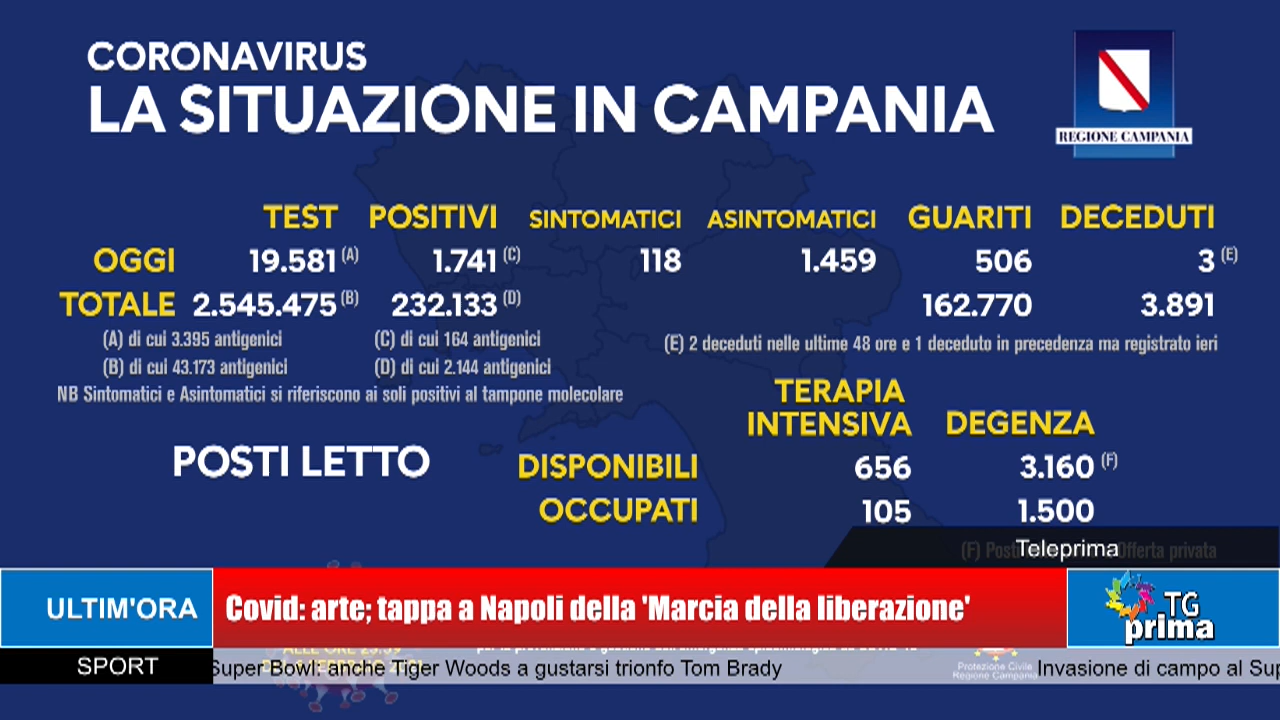 CORONAVIRUS
LA SITUAZIONE IN CAMPANIA
REGIONE CAMPANIA
TEST POSITIVI SINTOMATICI ASINTOMATICI GUARITI DECEDUTI
OGGI 19.581 (A) 1.741 (C) 118 1.459 506 3 (E)
TOTALE 2.545.475 (B) 232.133 (D) 162.770 3.891
(A) di cui 3.395 antigenici (C) di cui 164 antigenici (E) 2 deceduti nelle ultime 48 ore e 1 deceduto in precedenza ma registrato ieri
(B) di cui 43.173 antigenici (D) di cui 2.144 antigenici
NB Sintomatici e Asintomatici si riferiscono ai soli positivi al tampone molecolare
TERAPIA
INTENSIVA DEGENZA
POSTI LETTO DISPONIBILI 656 3.160 (F)
OCCUPATI 105 1.500
Teleprima
(F) Offerta privata
ULTIM'ORA Covid: arte; tappa a Napoli della 'Marcia della liberazione' TG
prima
ALLE ORE 23.59
SPORT Super Bowl: anche Tiger Woods a gustarsi trionfo Tom Brady Protezione Civile
Regione Campania Invasione di campo al Sup